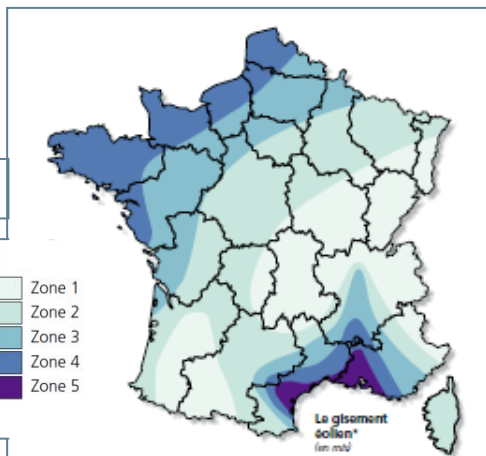 Zone 1
Zone 2
Zone 3
Zone 4
Zone 5
Le gisement
éolien*
(en m/s)